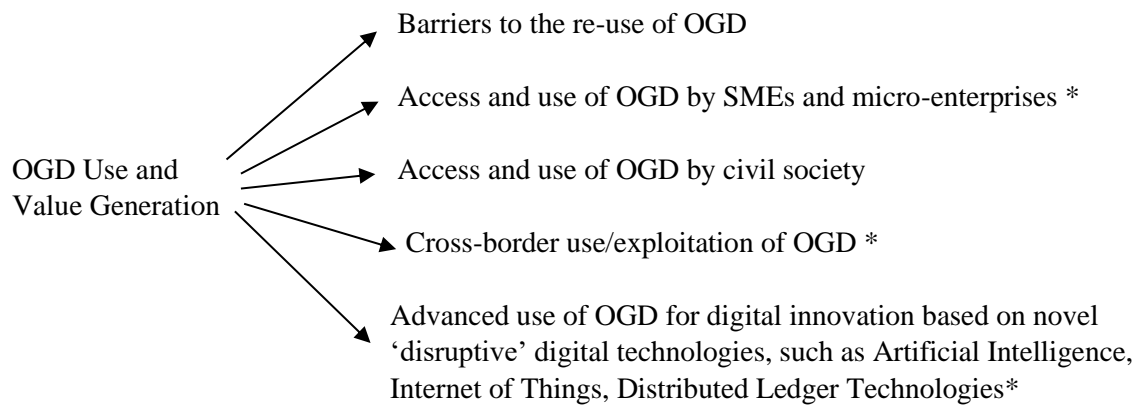 Barriers to the re-use of OGD
Access and use of OGD by SMEs and micro-enterprises *
OGD Use and
Value Generation
Access and use of OGD by civil society
Cross-border use/exploitation of OGD *
Advanced use of OGD for digital innovation based on novel
‘disruptive’ digital technologies, such as Artificial Intelligence,
Internet of Things, Distributed Ledger Technologies*